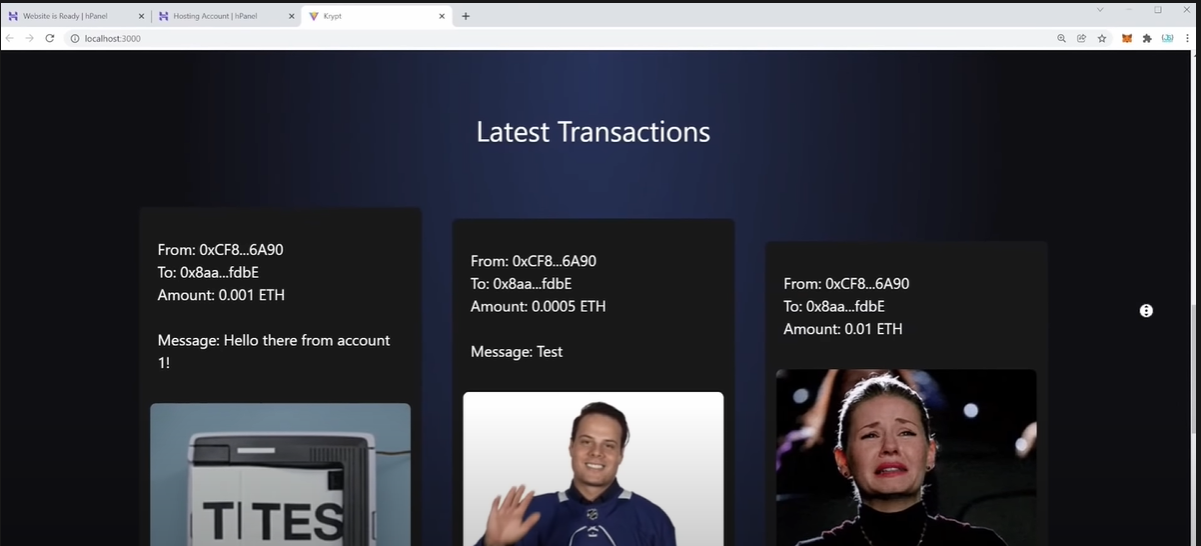 Website is Ready | hPanel
Hosting Account | hPanel
Krypt
localhost:3000
Latest Transactions
From: 0xCF8...6A90
To: 0x8aa...fdbE
Amount: 0.001 ETH
Message: Hello there from account
1!
From: 0xCF8...6A90
To: 0x8aa...fdbE
Amount: 0.0005 ETH
Message: Test
From: 0xCF8...6A90
To: 0x8aa...fdbE
Amount: 0.01 ETH